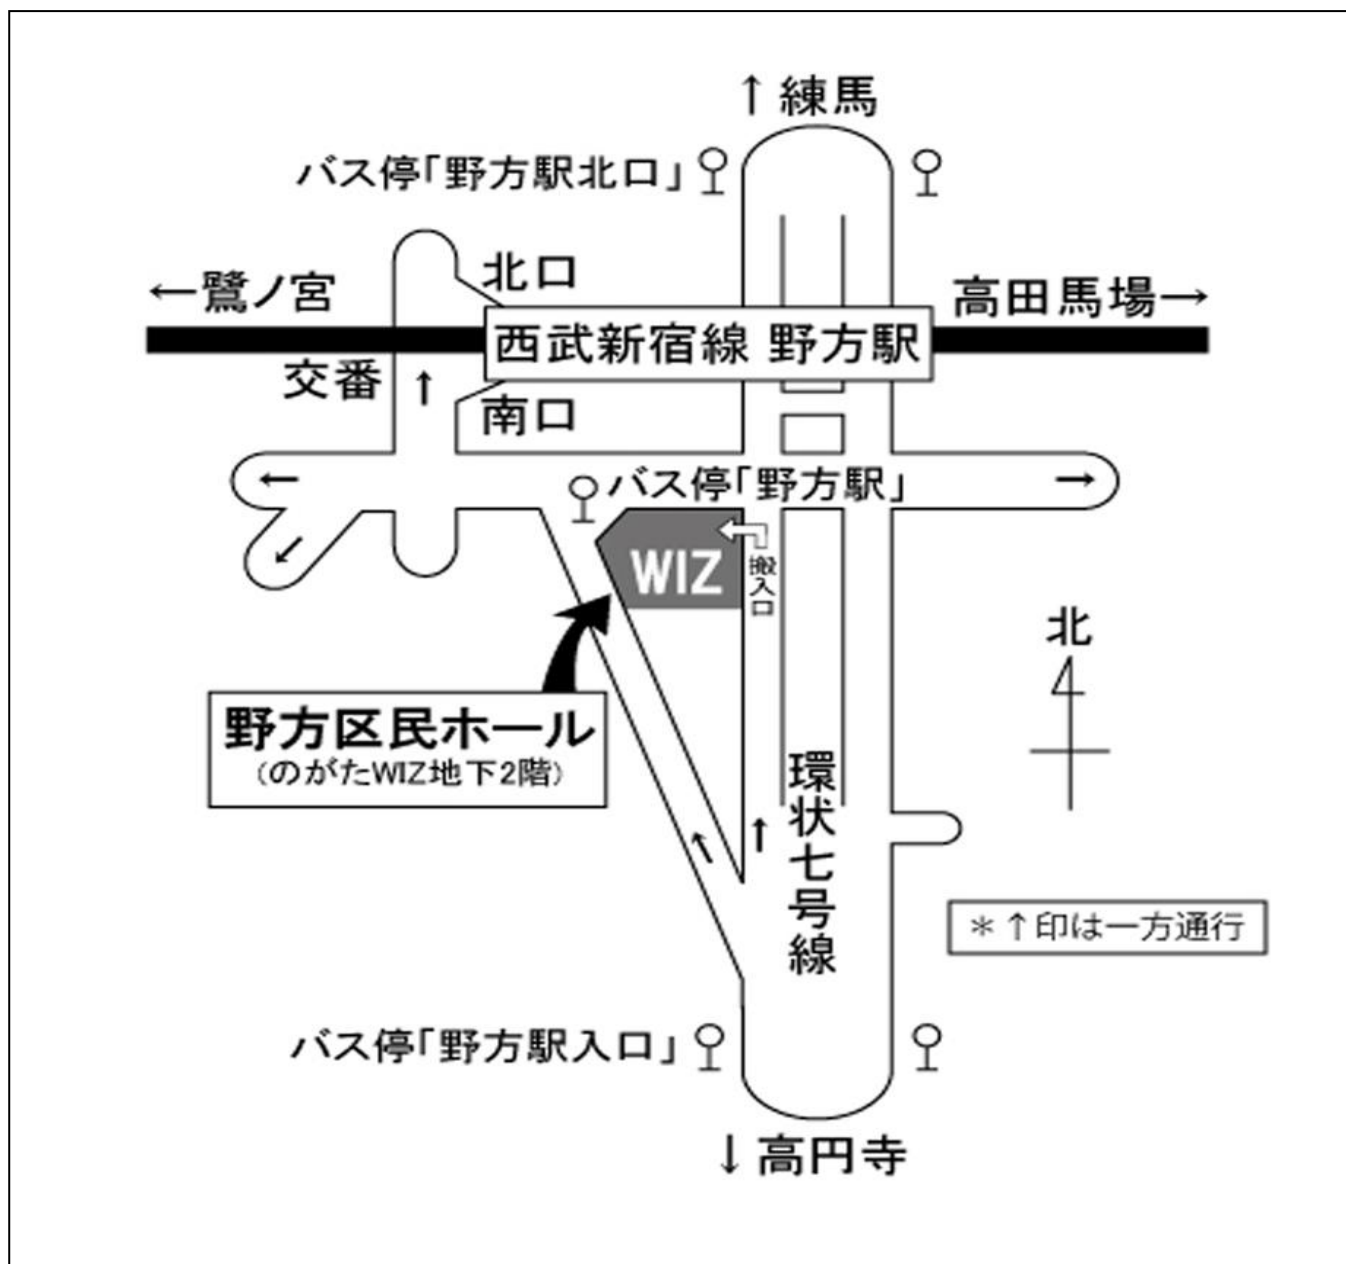 ↑練馬
バス停「野方駅北口」
北口
←鷺ノ宮
高田馬場→
西武新宿線 野方駅
交番
南口
バス停「野方駅」
WIZ
搬入口
北
野方区民ホール
(のがたWIZ地下2階)
環状七号線
＊↑印は一方通行
バス停「野方駅入口」
↓高円寺